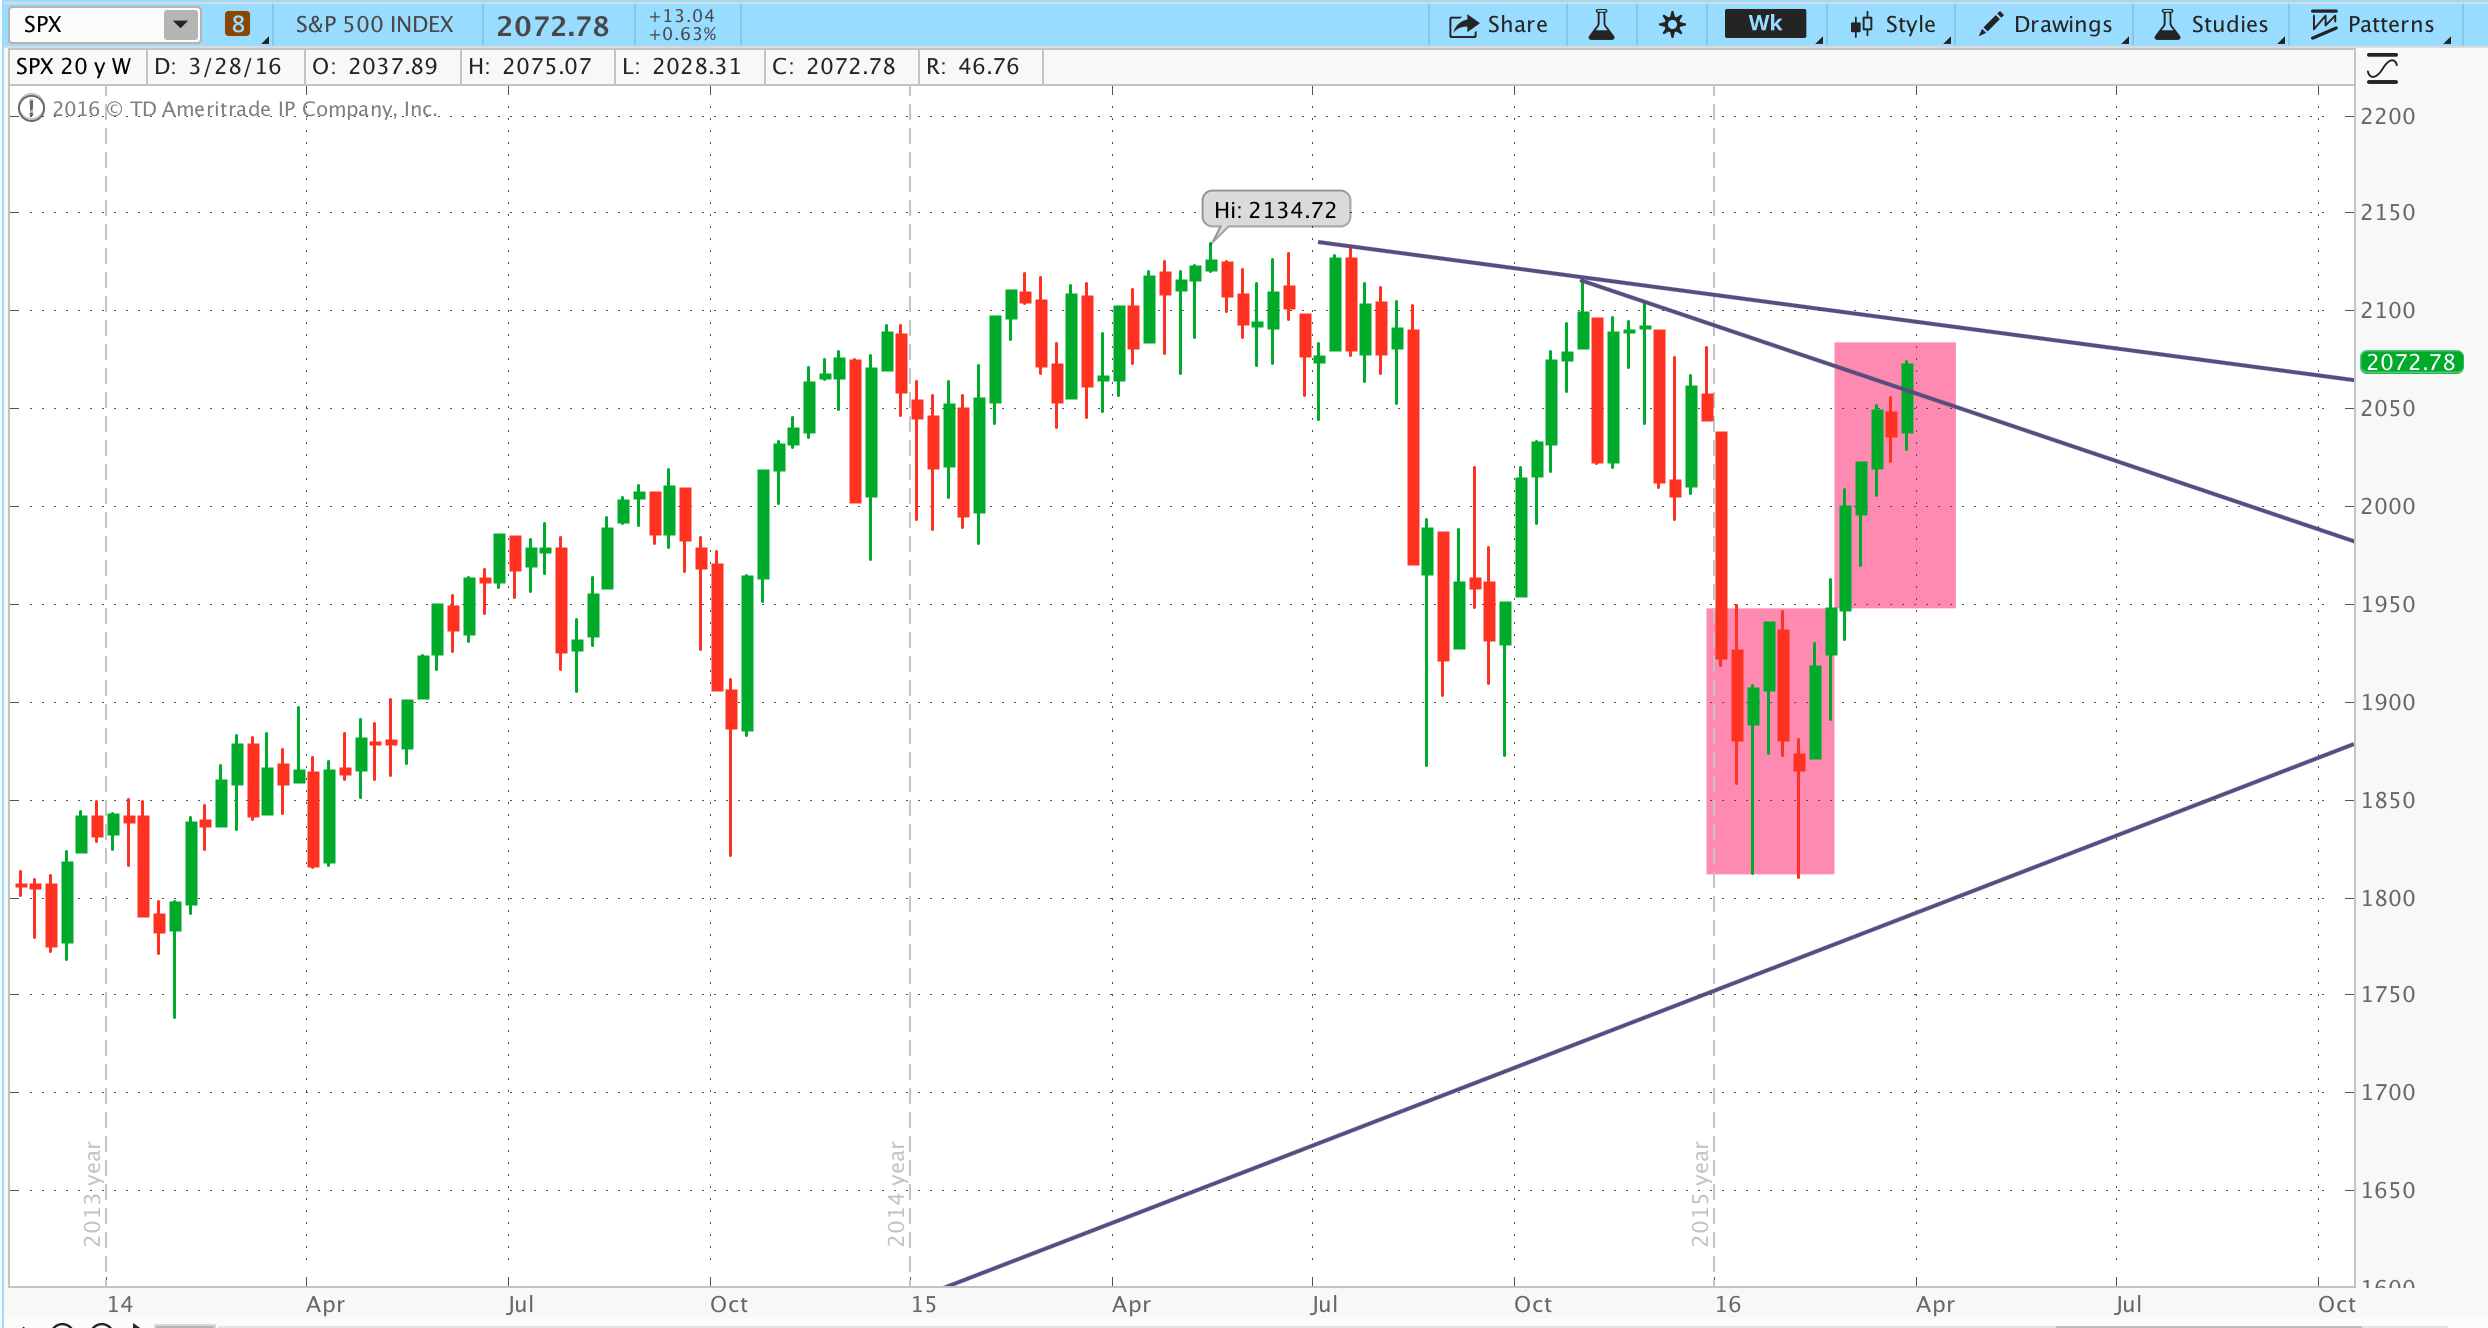 SPX 8 S&P 500 INDEX 2072.78 +13.04 +0.63% Share Wk Style Drawings Studies Patterns
SPX 20 y W D: 3/28/16 O: 2037.89 H: 2075.07 L: 2028.31 C: 2072.78 R: 46.76
2016 © TD Ameritrade IP Company, Inc.
2200
Hi: 2134.72
2150
2100
2072.78
2050
2000
1950
1900
1850
1800
1750
1700
1650
2013 year
2014 year
2015 year
1600
14 Apr Jul Oct 15 Apr Jul Oct 16 Apr Jul Oct